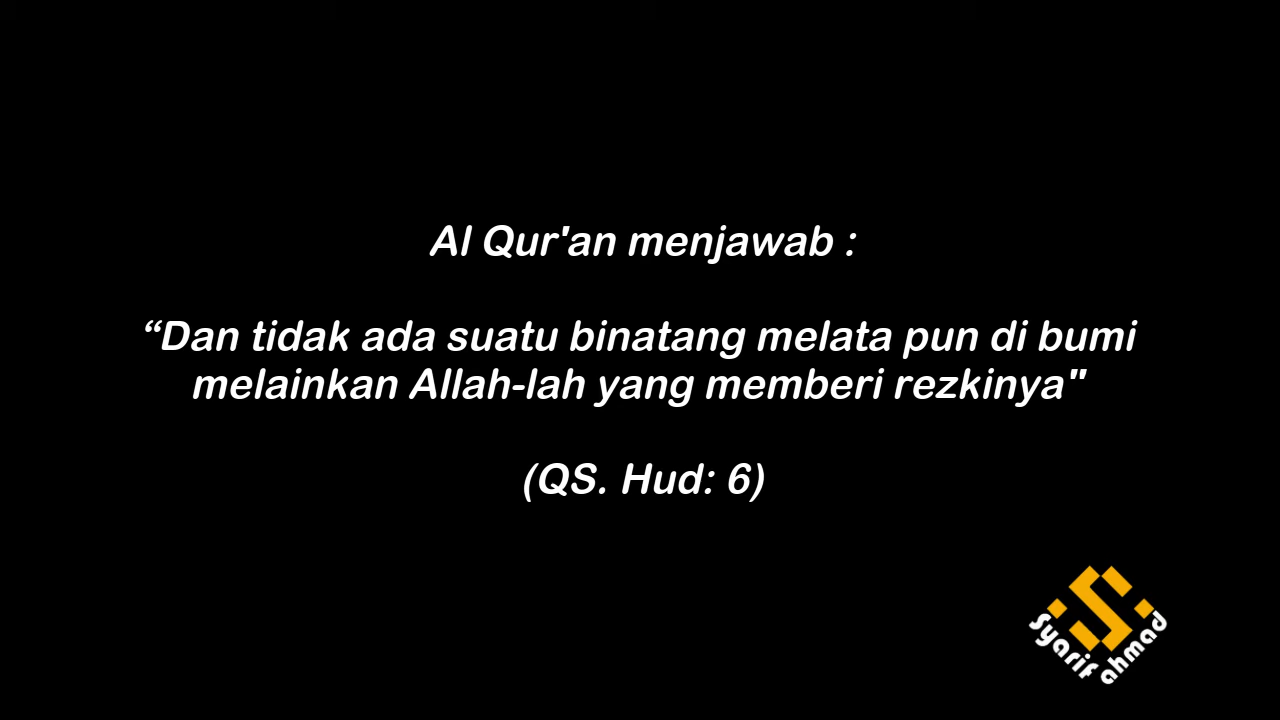 Al Qur'an menjawab :
“Dan tidak ada suatu binatang melata pun di bumi
melainkan Allah-lah yang memberi rezkinya"
(QS. Hud: 6)
Syarif ahmad